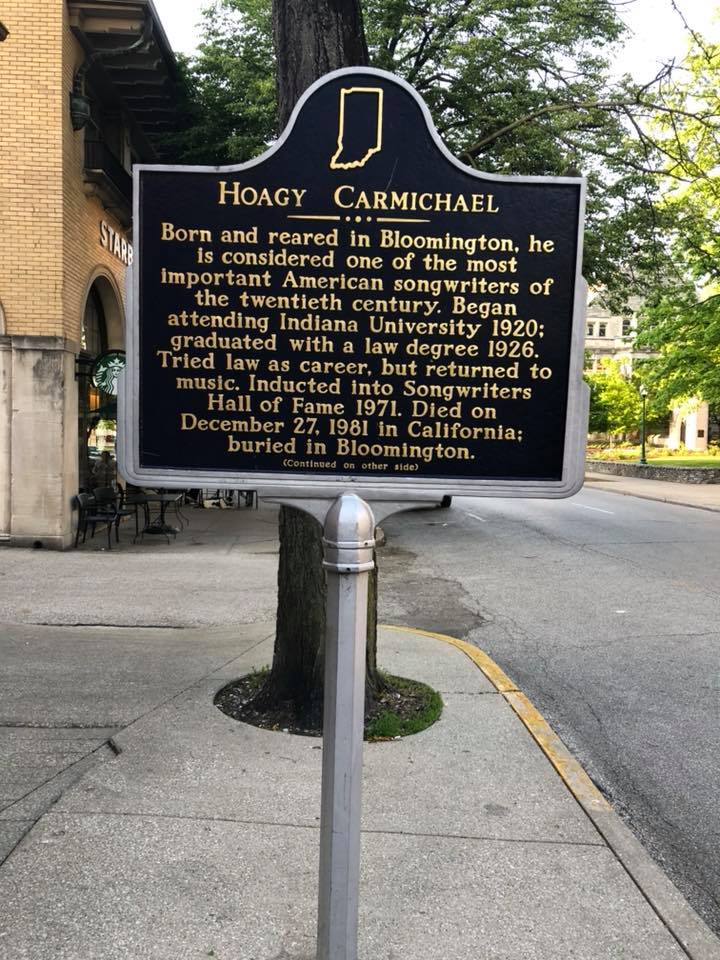 HOAGY CARMICHAEL
Born and reared in Bloomington, he
is considered one of the most
important American songwriters of
the twentieth century. Began
attending Indiana University 1920;
graduated with a law degree 1926.
Tried law as career, but returned to
music. Inducted into Songwriters
Hall of Fame 1971. Died on
December 27, 1981 in California;
buried in Bloomington.
(Continued on other side)
STARB